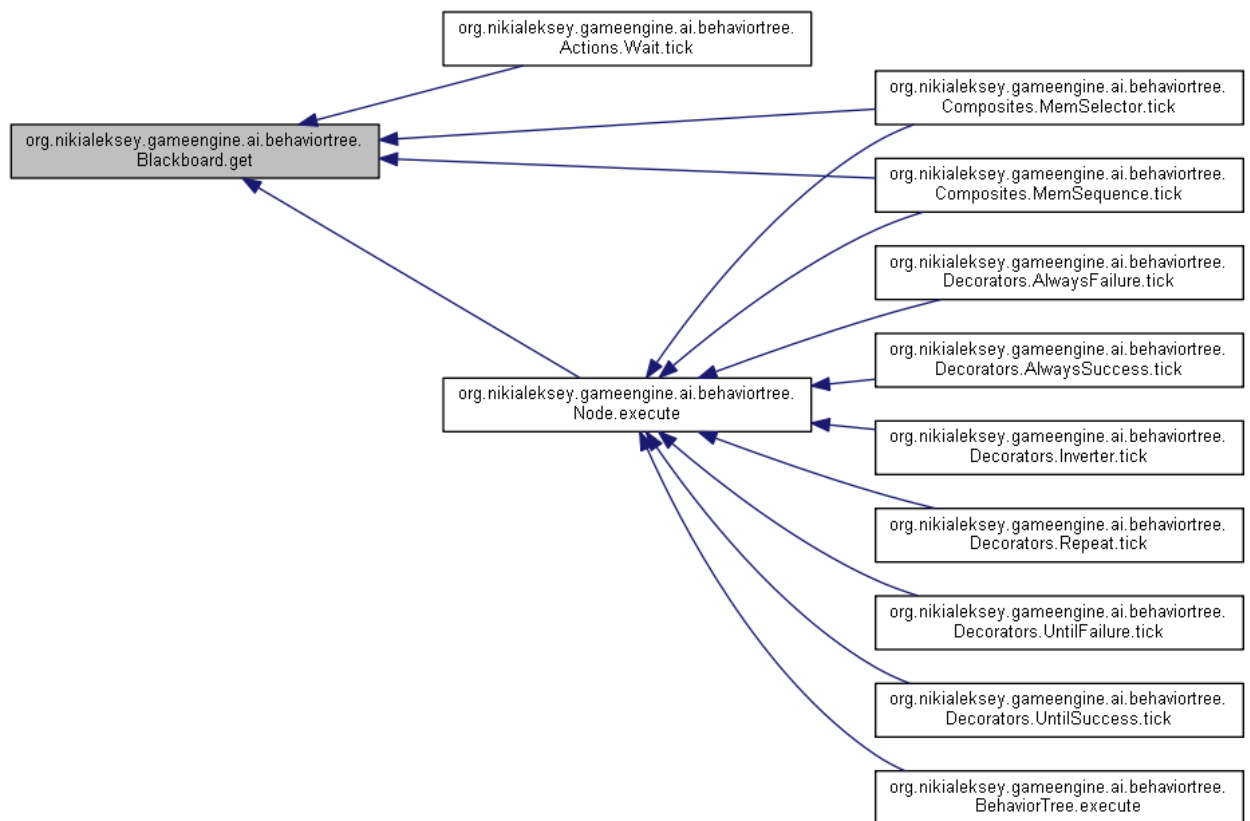 org.nikialeksey.gameengine.ai.behaviortree.
Actions.Wait.tick
org.nikialeksey.gameengine.ai.behaviortree.
Composites.MemSelector.tick
org.nikialeksey.gameengine.ai.behaviortree.
Blackboard.get
org.nikialeksey.gameengine.ai.behaviortree.
Composites.MemSequence.tick
org.nikialeksey.gameengine.ai.behaviortree.
Decorators.AlwaysFailure.tick
org.nikialeksey.gameengine.ai.behaviortree.
Decorators.AlwaysSuccess.tick
org.nikialeksey.gameengine.ai.behaviortree.
Node.execute
org.nikialeksey.gameengine.ai.behaviortree.
Decorators.Inverter.tick
org.nikialeksey.gameengine.ai.behaviortree.
Decorators.Repeat.tick
org.nikialeksey.gameengine.ai.behaviortree.
Decorators.UntilFailure.tick
org.nikialeksey.gameengine.ai.behaviortree.
Decorators.UntilSuccess.tick
org.nikialeksey.gameengine.ai.behaviortree.
BehaviorTree.execute